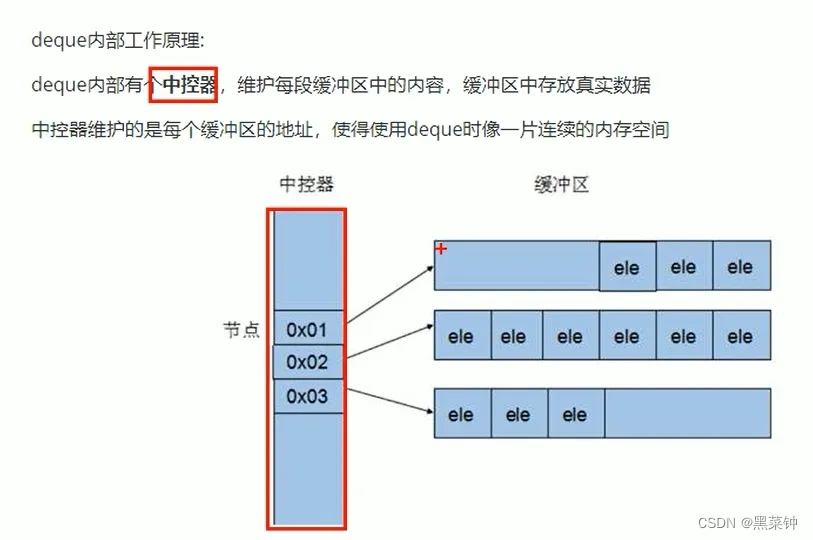 deque内部工作原理:
deque内部有个中控器，维护每段缓冲区中的内容，缓冲区中存放真实数据
中控器维护的是每个缓冲区的地址，使得使用deque时像一片连续的内存空间
中控器 缓冲区
ele ele ele
节点 0x01 ele ele ele ele ele ele
0x02
0x03 ele ele ele
CSDN @黑菜钟